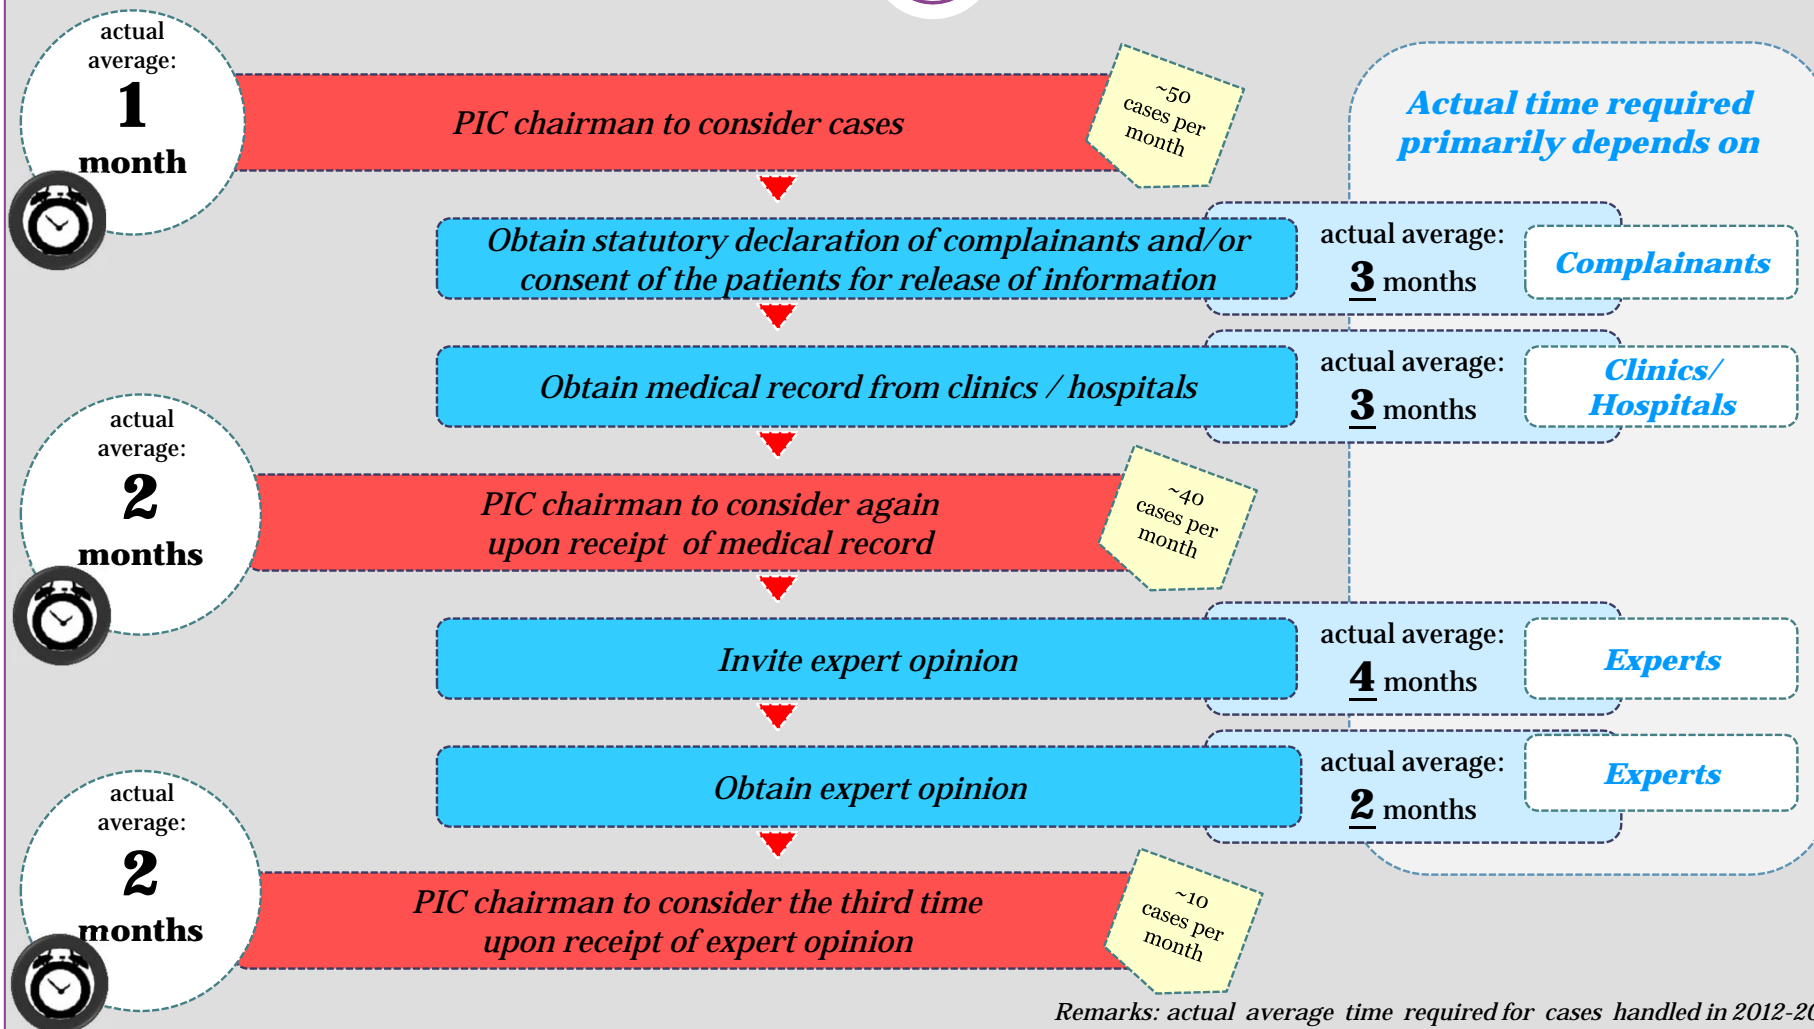 actual
average:
1
month
PIC chairman to consider cases
~50
cases per
month
Actual time required
primarily depends on
Obtain statutory declaration of complainants and/or
consent of the patients for release of information
actual average:
3 months
Complainants
Obtain medical record from clinics / hospitals
actual average:
3 months
Clinics/
Hospitals
actual
average:
2
months
PIC chairman to consider again
upon receipt of medical record
~40
cases per
month
Invite expert opinion
actual average:
4 months
Experts
Obtain expert opinion
actual average:
2 months
Experts
actual
average:
2
months
PIC chairman to consider the third time
upon receipt of expert opinion
~10
cases per
month
Remarks: actual average time required for cases handled in 2012-20